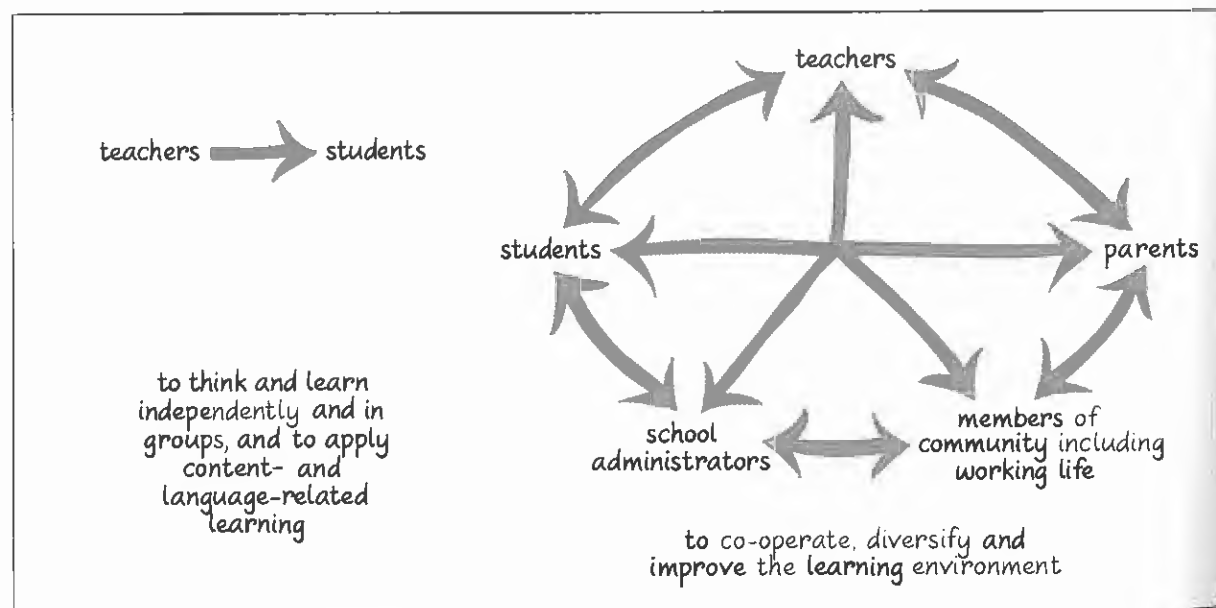 teachers
teachers students
students parents
to think and learn
independently and in
groups, and to apply
content- and
language-related
learning
school
administrators
members of
community including
working life
to co-operate, diversify and
improve the learning environment